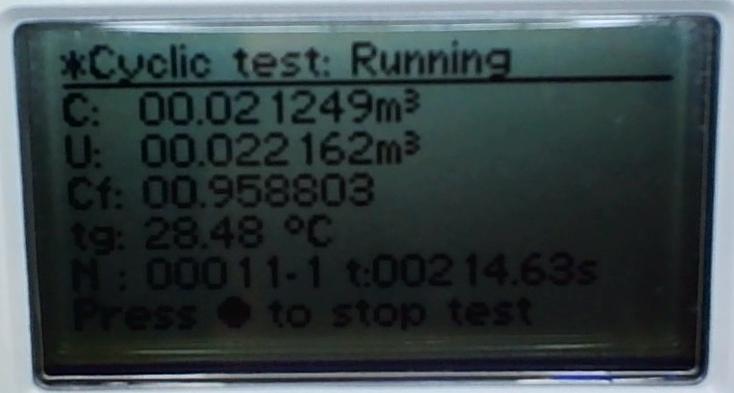 *Cyclic test: Running
C: 00.021249m³
U: 00.022162m³
Cf: 00.958803
tg: 28.48 °C
N : 00011-1 t:00214.63s
Press ● to stop test